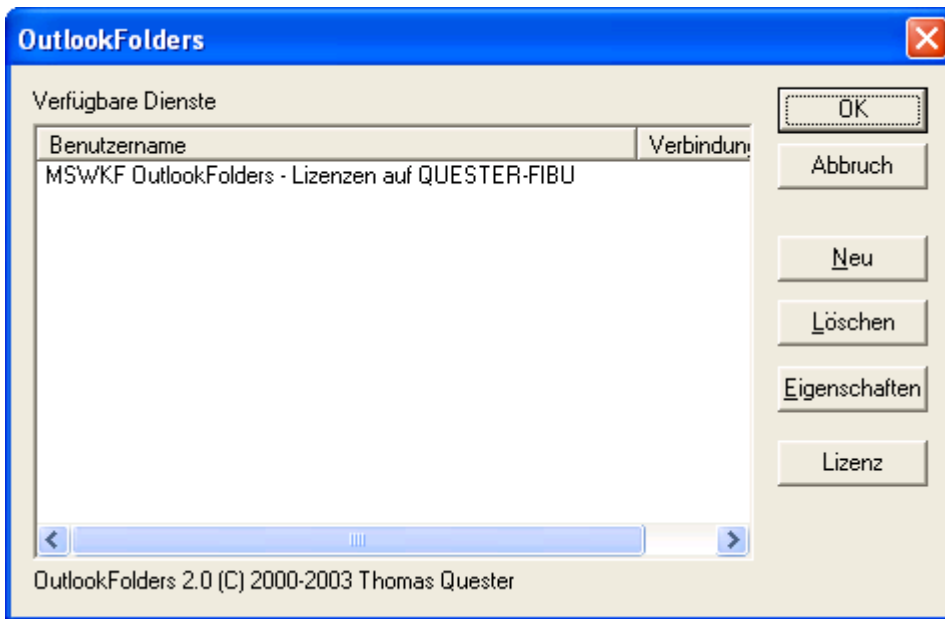 OutlookFolders
Verfügbare Dienste
Benutzername Verbindun
MSWKF OutlookFolders - Lizenzen auf QUESTER-FIBU
OK
Abbruch
Neu
Löschen
Eigenschaften
Lizenz
OutlookFolders 2.0 (C) 2000-2003 Thomas Quester